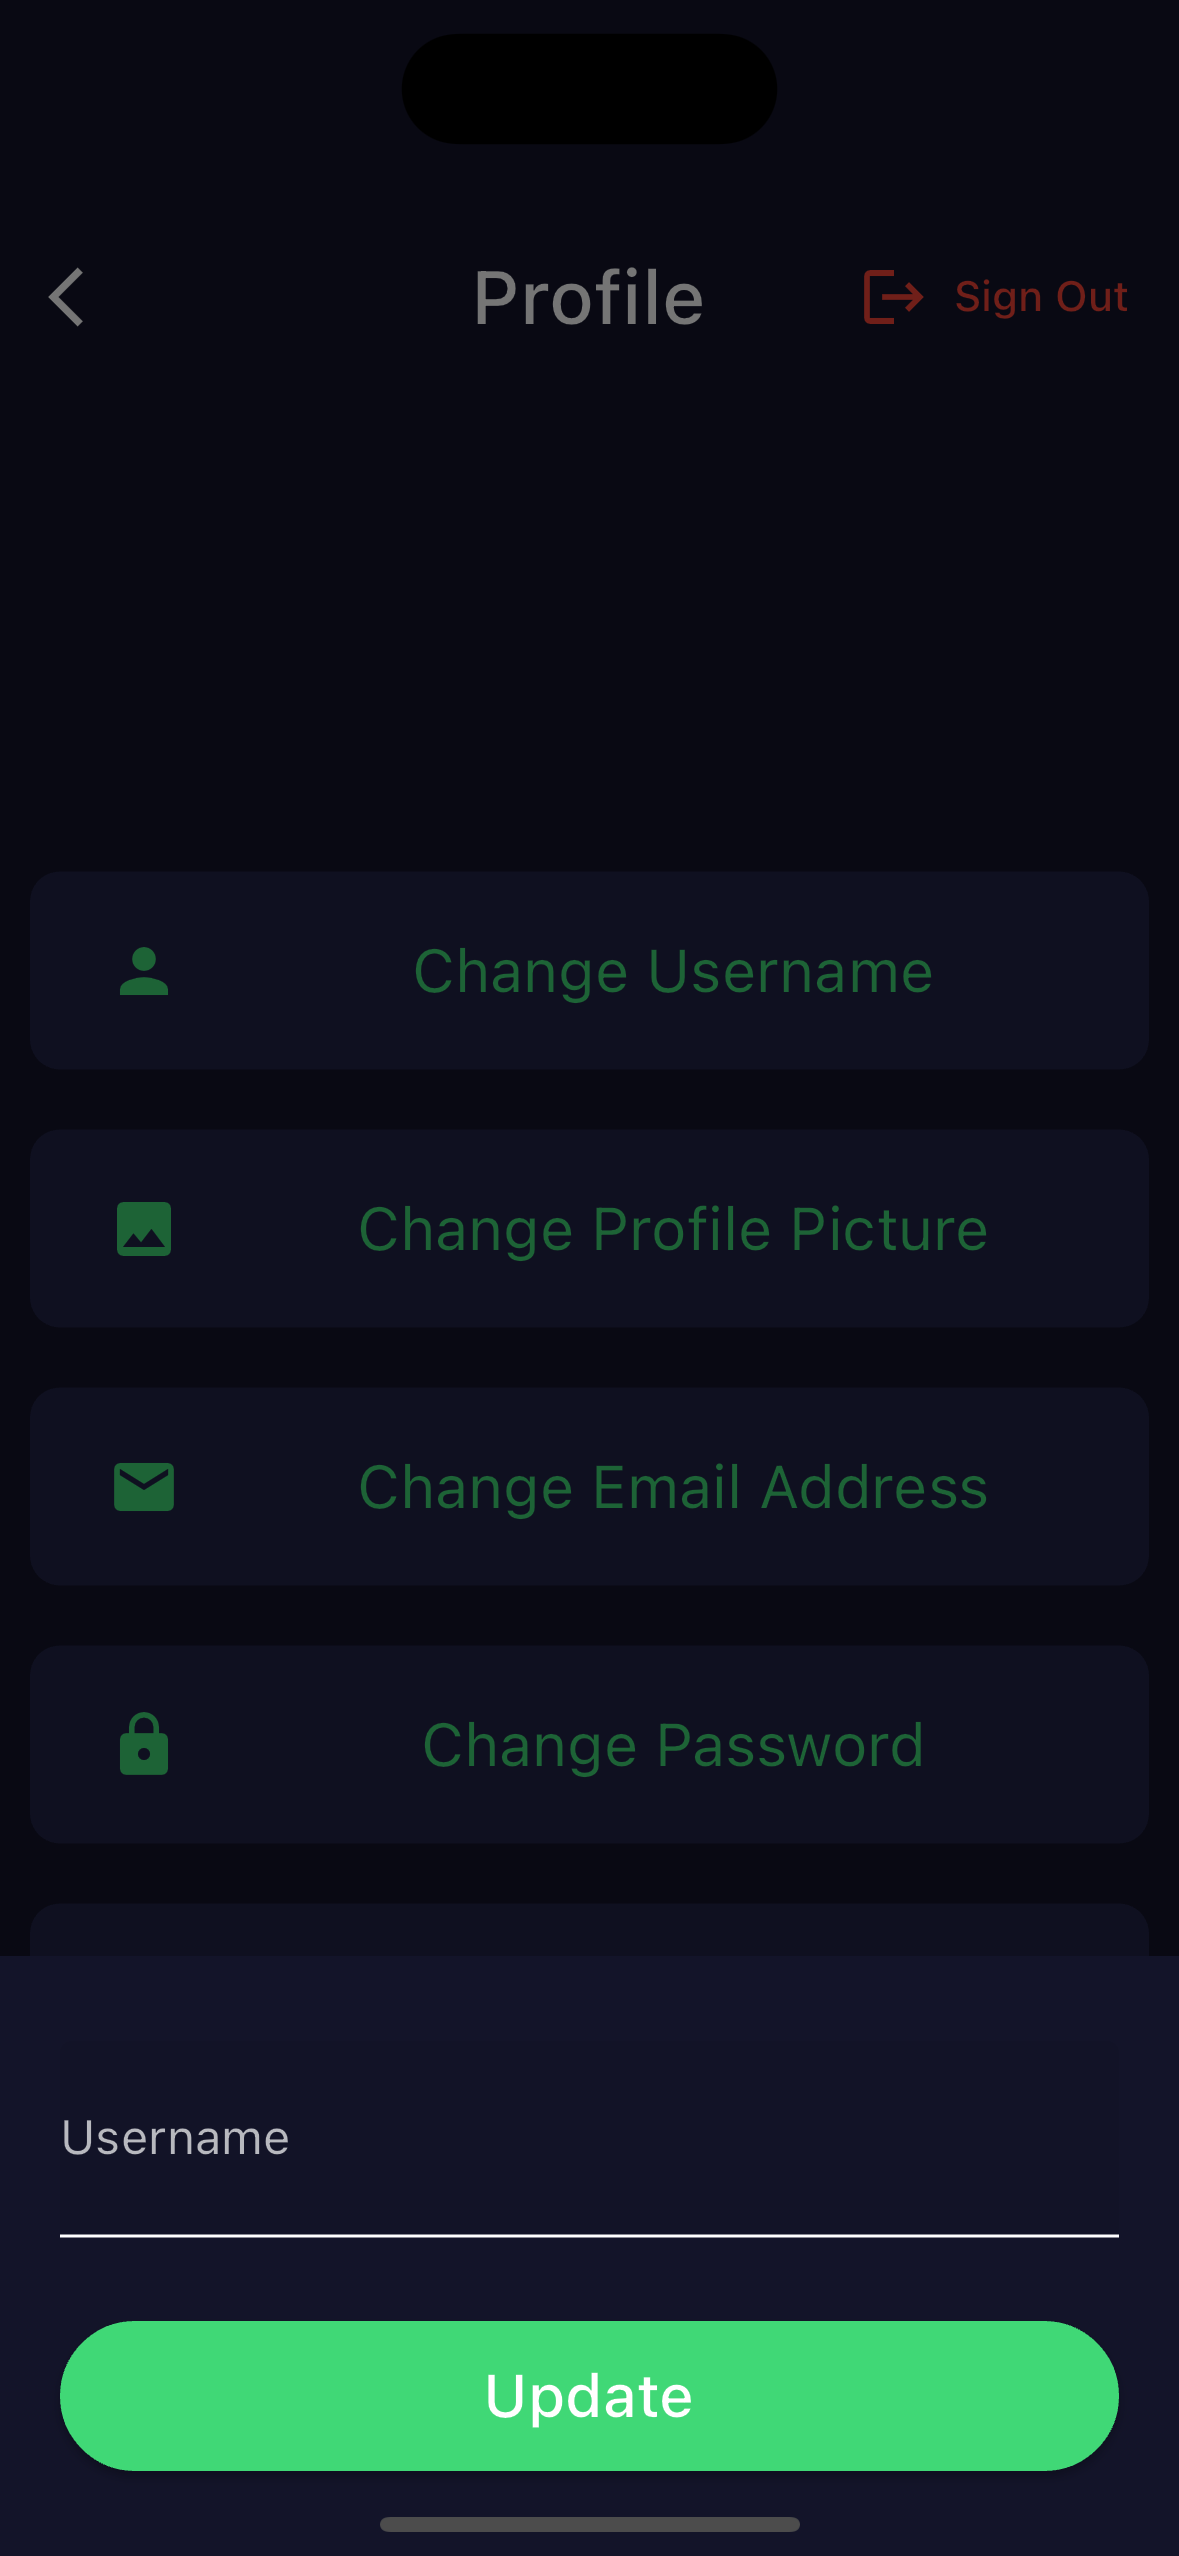 Profile
Sign Out
Change Username
Change Profile Picture
Change Email Address
Change Password
Username
Update